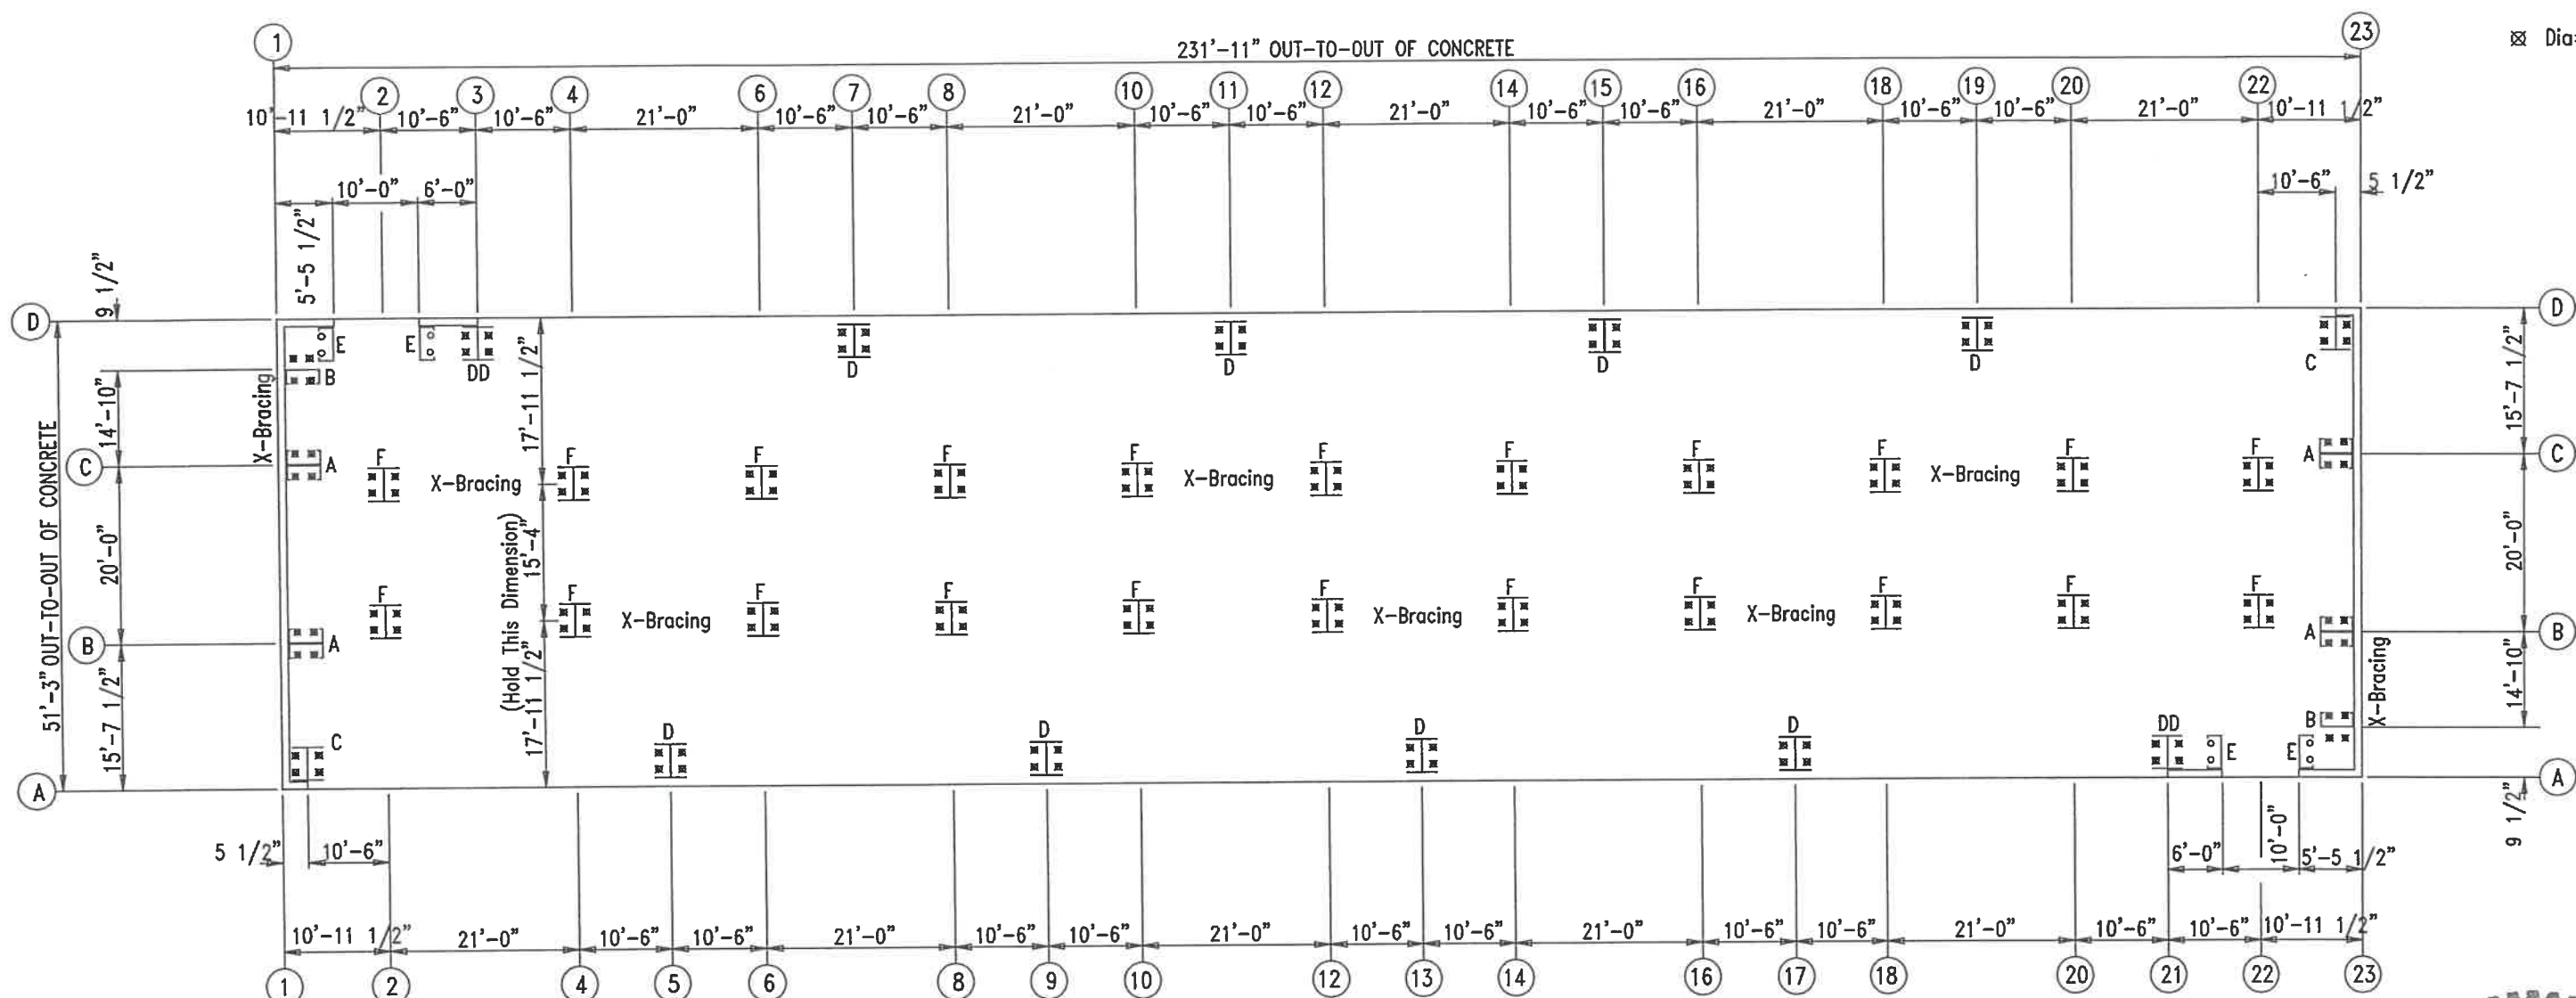 1 23
231'-11" OUT-TO-OUT OF CONCRETE
Dia=
2 3 4 6 7 8 10 11 12 14 15 16 18 19 20 22
10'-11 1/2" 10'-6" 10'-6" 21'-0" 10'-6" 10'-6" 21'-0" 10'-6" 10'-6" 21'-0" 10'-6" 10'-6" 21'-0" 10'-6" 10'-6" 21'-0" 10'-11 1/2"
10'-0" 6'-0" 10'-6" 5 1/2"
5'-5 1/2"
9 1/2"
D D
E E DD D D D D C
B
X-Bracing
14'-10"
17'-11 1/2"
15'-7 1/2"
51'-3" OUT-TO-OUT OF CONCRETE
F F F F F F F F F F F
C A X-Bracing X-Bracing X-Bracing A C
20'-0"
(Hold This Dimension)
15'-4"
20'-0"
F F F F F F F F F F F
X-Bracing X-Bracing X-Bracing
B A A B
15'-7 1/2"
17'-11 1/2"
14'-10"
X-Bracing
C D D D D DD E E B
A A
9 1/2"
5 1/2" 10'-6" 6'-0" 10'-0" 5'-5 1/2"
10'-11 1/2" 21'-0" 10'-6" 10'-6" 21'-0" 10'-6" 10'-6" 21'-0" 10'-6" 10'-6" 21'-0" 10'-6" 10'-6" 21'-0" 10'-6" 10'-6" 10'-11 1/2"
1 2 4 5 6 8 9 10 12 13 14 16 17 18 20 21 22 23